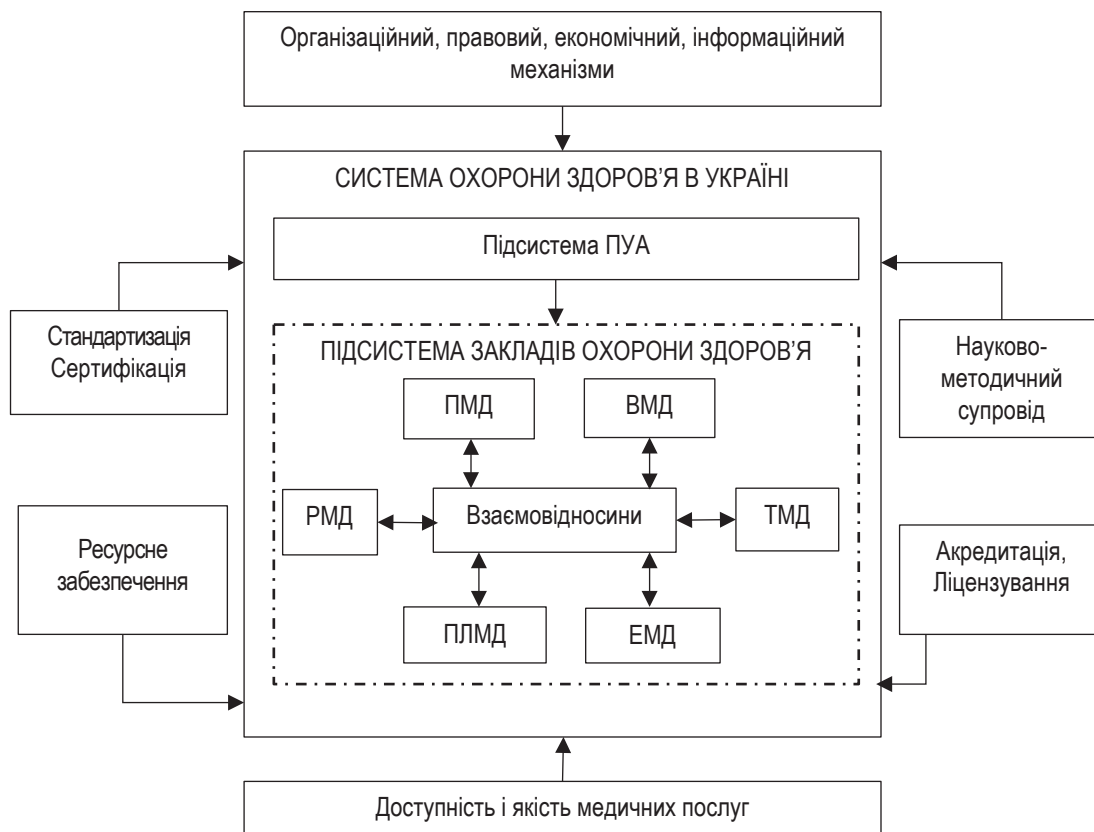 Організаційний, правовий, економічний, інформаційний
механізми
СИСТЕМА ОХОРОНИ ЗДОРОВ’Я В УКРАЇНІ
Підсистема ПУА
Стандартизація
Сертифікація
ПІДСИСТЕМА ЗАКЛАДІВ ОХОРОНИ ЗДОРОВ’Я
Науково-
методичний
супровід
ПМД
ВМД
РМД
Взаємовідносини
ТМД
Ресурсне
забезпечення
Акредитація,
Ліцензування
ПЛМД
ЕМД
Доступність і якість медичних послуг